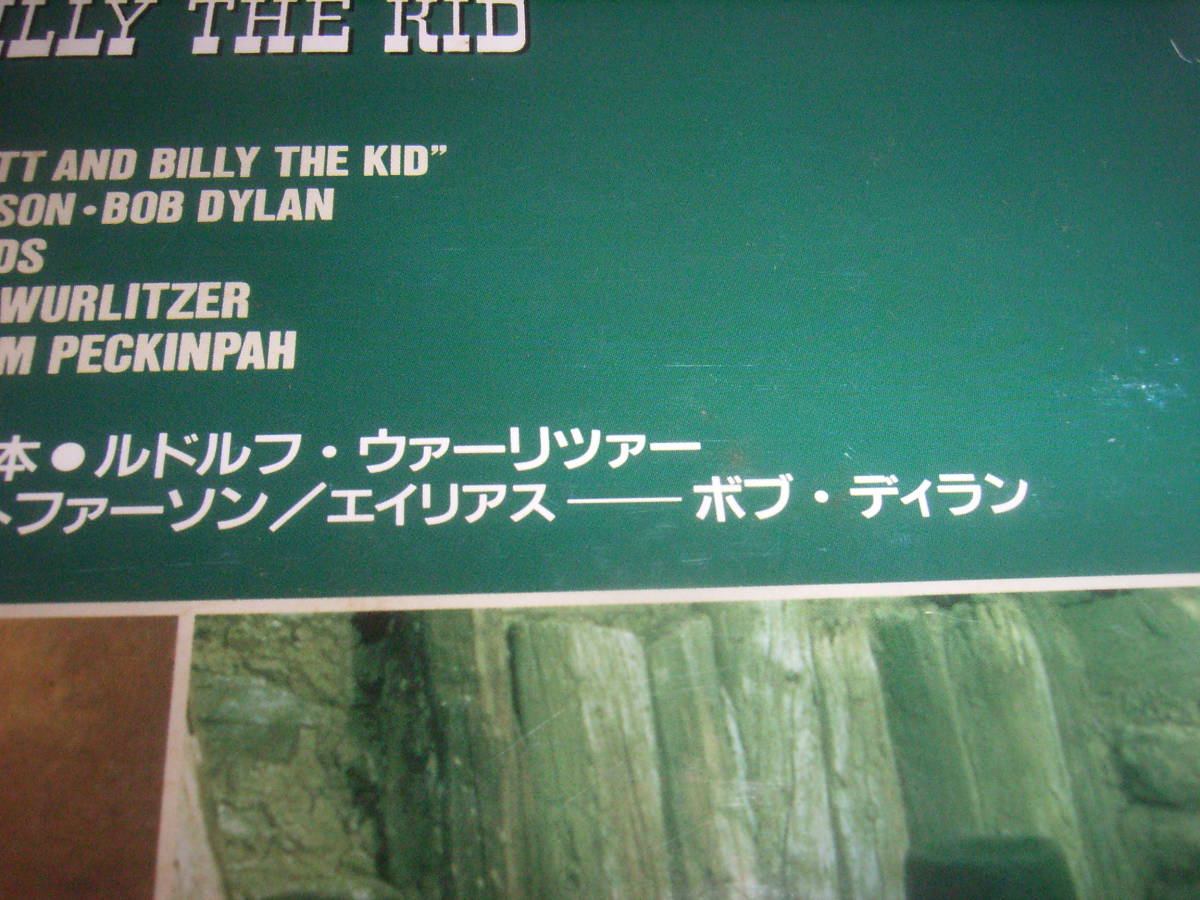 ILLY THE KID
TT AND BILLY THE KID”
SON・BOB DYLAN
DS
WURLITZER
M PECKINPAH
本●ルドルフ・ウァーリツァー
トファーソン／エイリアス――ボブ・ディラン